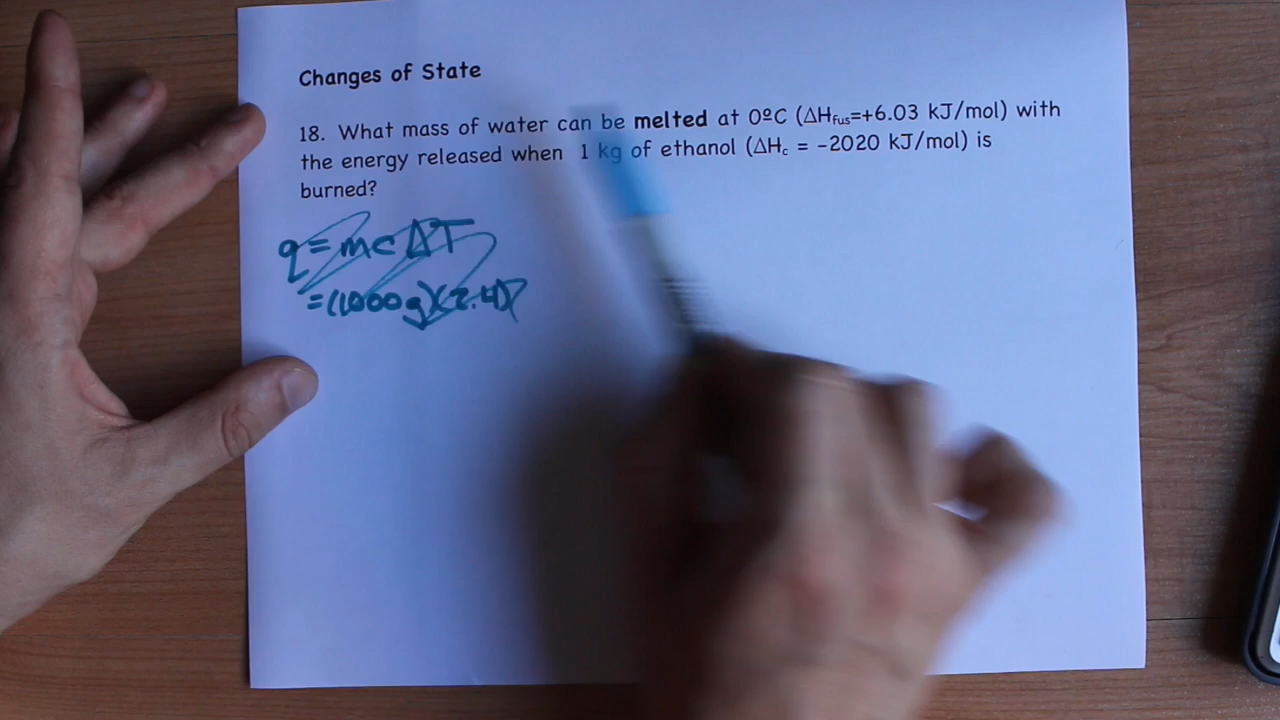 Changes of State
18. What mass of water can be melted at 0ºC (ΔHfus=+6.03 kJ/mol) with
the energy released when 1 kg of ethanol (ΔHc = -2020 kJ/mol) is
burned?
q = mcΔT
= (1000g)(2.4)